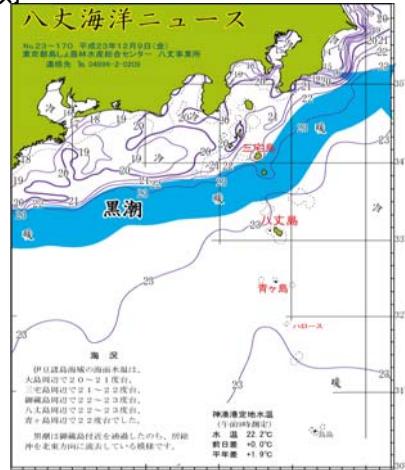 八丈海洋ニュース
No.23-170 平成23年12月9日(金)
東京都島しょ農林水産総合センター 八丈事業所
連絡先 ℡ 04996-2-0209
冷
冷
暖
三宅島
34
黒潮
暖
冷
八丈島
33
23
青ヶ島
ハロース
32
海況
伊豆諸島海域の海面水温は、
大島周辺で20～21度台、
三宅島周辺で21～22度台、
御蔵島周辺で22～23度台、
八丈島周辺で22～23度台、
青ヶ島周辺で22度台でした。
黒潮は御蔵島付近を通過したのち、房総
沖を北東方向に流去している模様です。
暖
31
神湊港定地水温
(午前9時測定)
水　温　22.2℃
前日差　+0.0℃
平年差　+1.9℃
鳥島